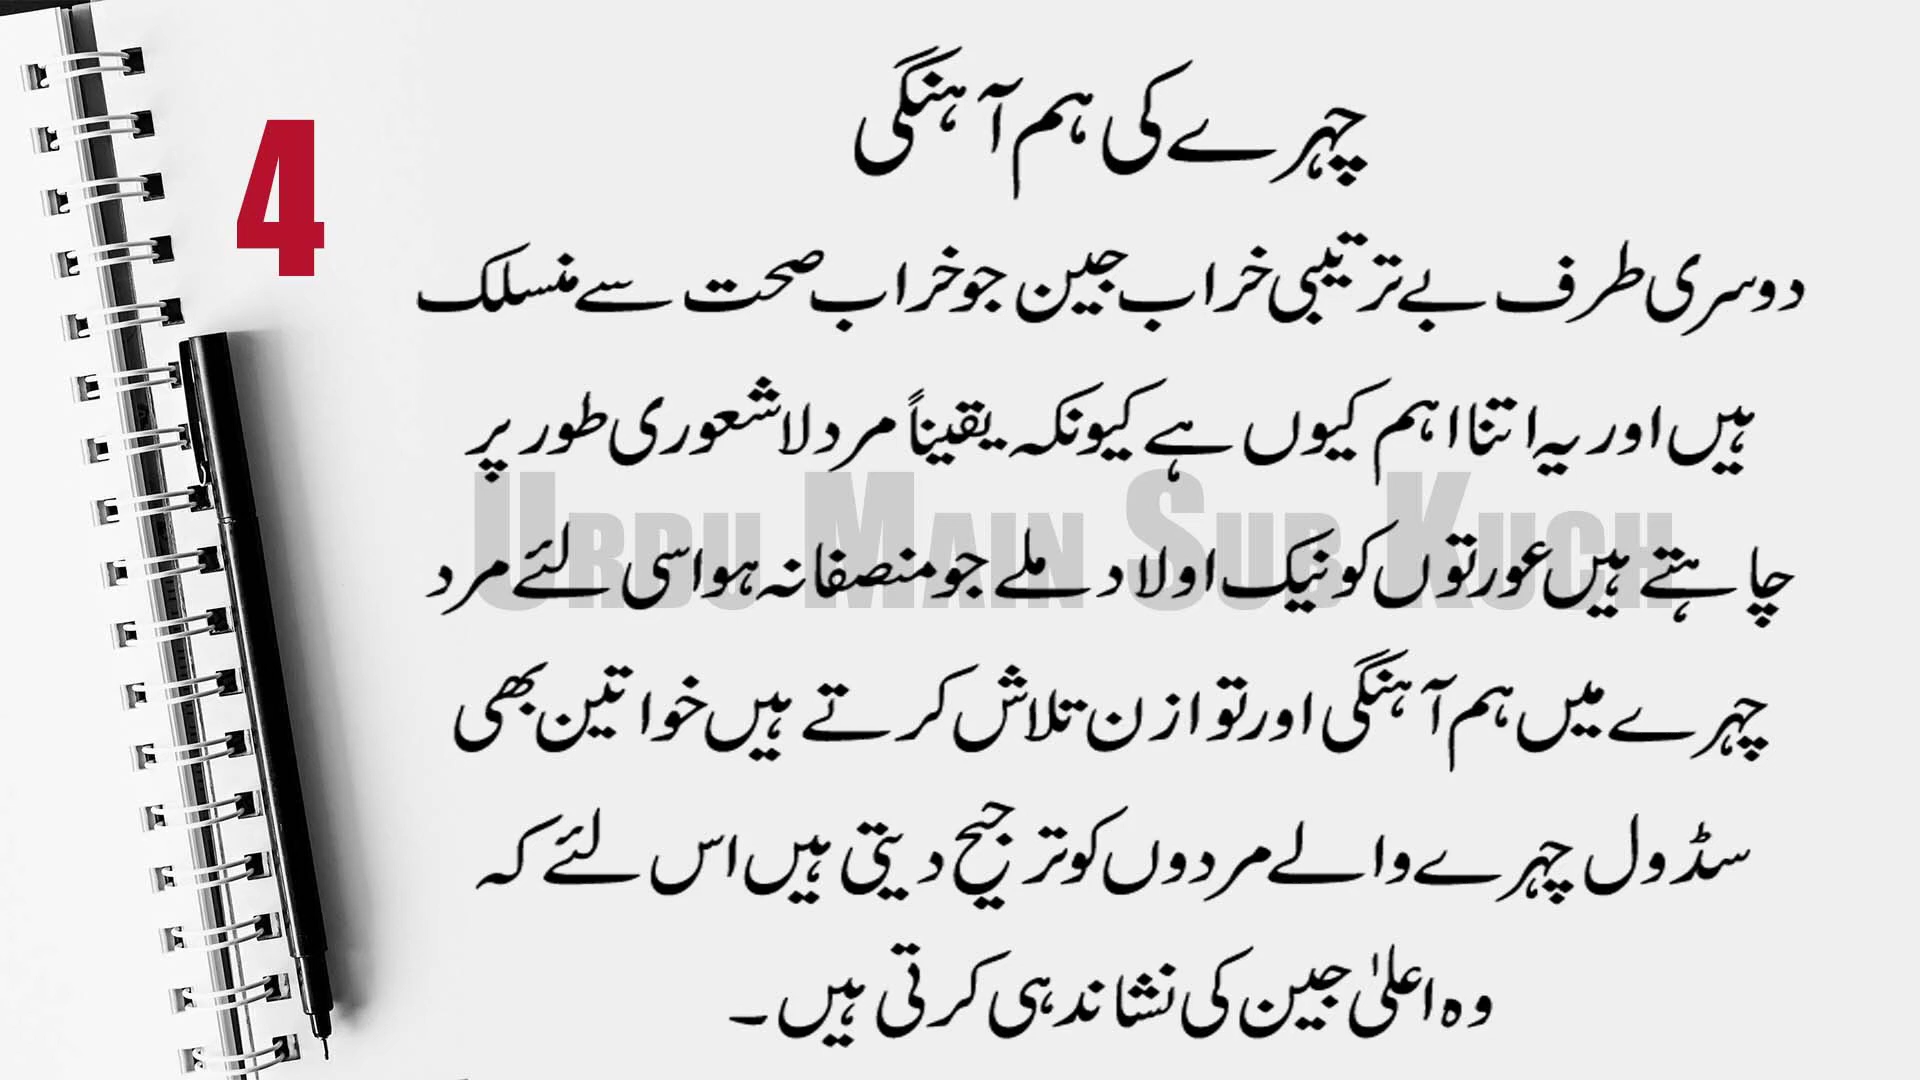 4
چہرے کی ہم آہنگی
دوسری طرف بے ترتیبی خراب جین جو خراب صحت سے منسلک
ہیں اور یہ اتنا اہم کیوں ہے کیونکہ یقیناً مرد لاشعوری طور پر
چاہتے ہیں عورتوں کو نیک اولاد ملے جو منصفانہ ہو اسی لئے مرد
چہرے میں ہم آہنگی اور توازن تلاش کرتے ہیں خواتین بھی
سڈول چہرے والے مردوں کو ترجیح دیتی ہیں اس لئے کہ
وہ اعلیٰ جین کی نشاندہی کرتی ہیں۔
URDU MAIN SUB KUCH